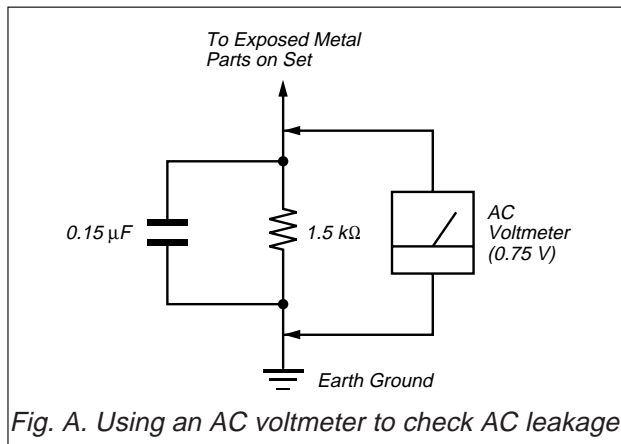 To Exposed Metal
Parts on Set
0.15 μF
1.5 kΩ
AC
Voltmeter
(0.75 V)
Earth Ground
Fig. A. Using an AC voltmeter to check AC leakage